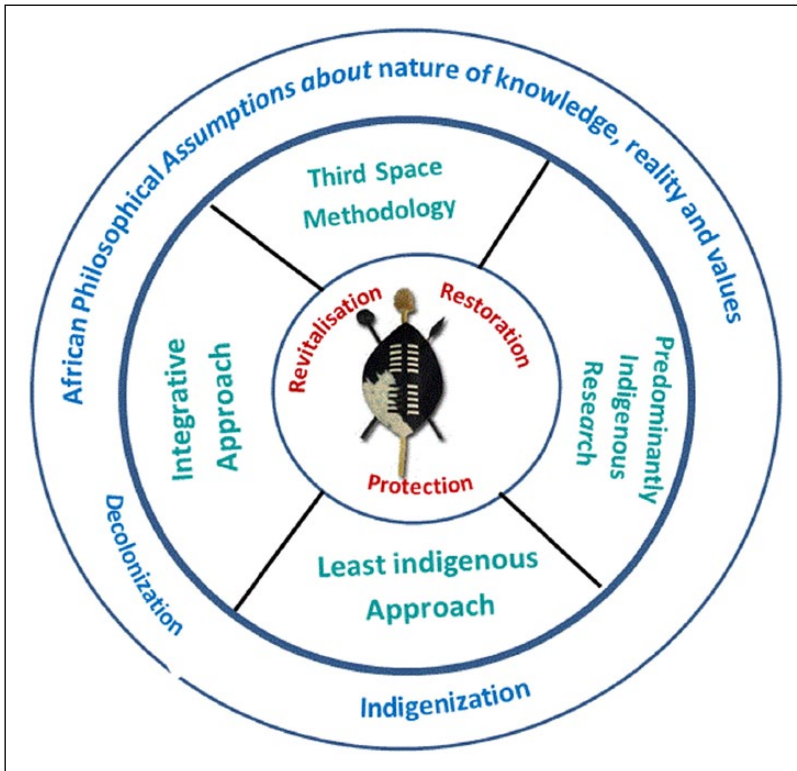 African Philosophical Assumptions about nature of knowledge, reality and values
Third Space
Methodology
Revitalisation
Restoration
Integrative
Approach
Predominantly
Indigenous
Research
Protection
Least indigenous
Approach
Decolonization
Indigenization